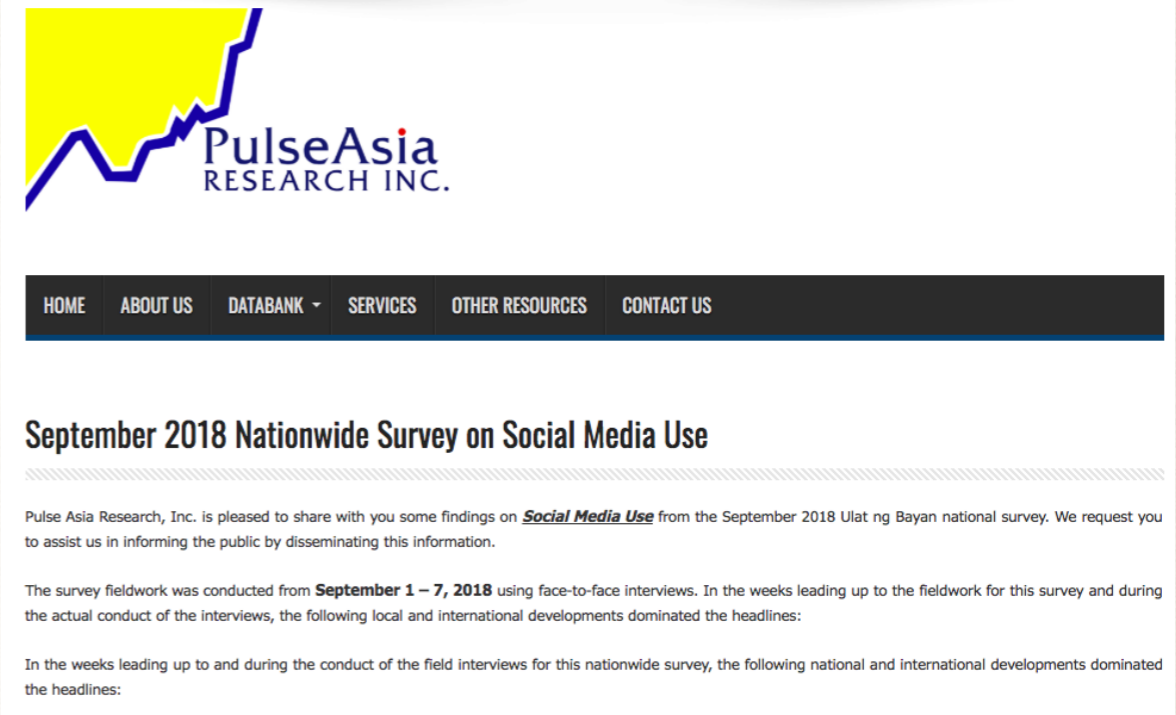 PulseAsia
RESEARCH INC.
HOME ABOUT US DATABANK SERVICES OTHER RESOURCES CONTACT US
September 2018 Nationwide Survey on Social Media Use
Pulse Asia Research, Inc. is pleased to share with you some findings on Social Media Use from the September 2018 Ulat ng Bayan national survey. We request you
to assist us in informing the public by disseminating this information.
The survey fieldwork was conducted from September 1 – 7, 2018 using face-to-face interviews. In the weeks leading up to the fieldwork for this survey and during
the actual conduct of the interviews, the following local and international developments dominated the headlines:
In the weeks leading up to and during the conduct of the field interviews for this nationwide survey, the following national and international developments dominated
the headlines: